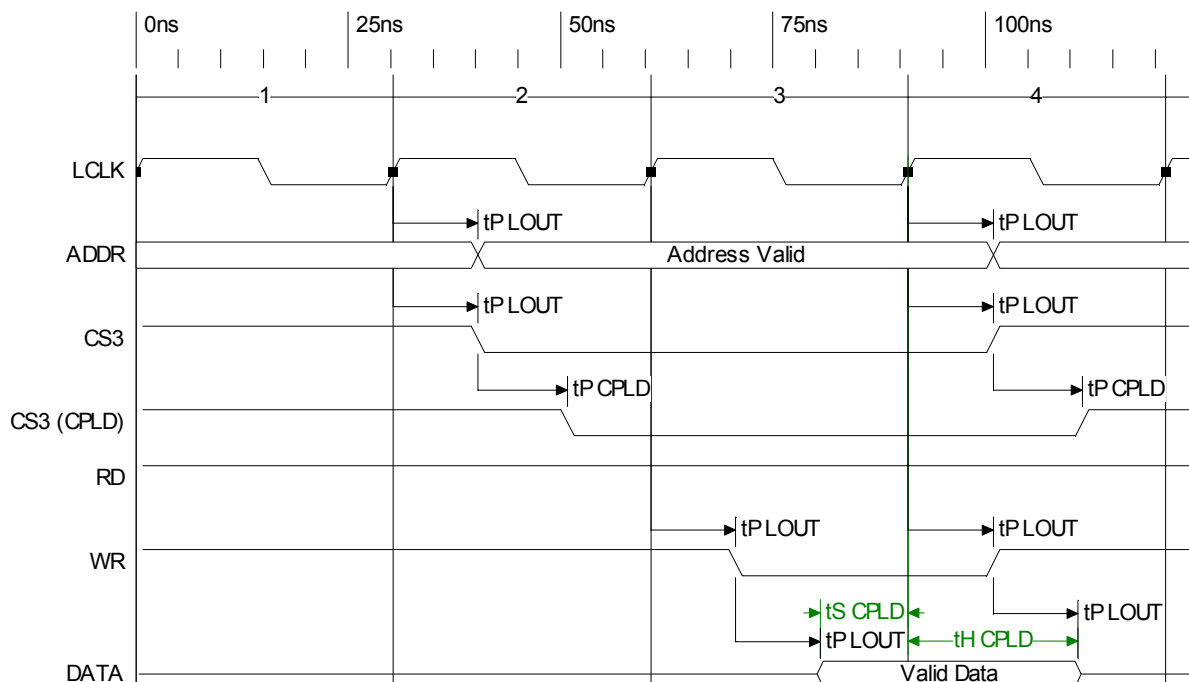 0ns 25ns 50ns 75ns 100ns
1 2 3 4
LCLK
tP LOUT tP LOUT
ADDR Address Valid
tP LOUT tP LOUT
CS3
tP CPLD tP CPLD
CS3 (CPLD)
RD
tP LOUT tP LOUT
WR
tS CPLD tP LOUT
tP LOUT tH CPLD
DATA Valid Data